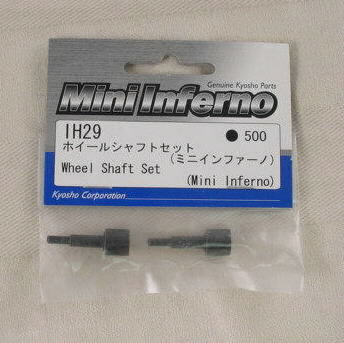 Genuine Kyosho Parts
Mini Inferno
IH29
● 500
ホイールシャフトセット
(ミニインファーノ)
Wheel Shaft Set
(Mini Inferno)
Kyosho Corporation